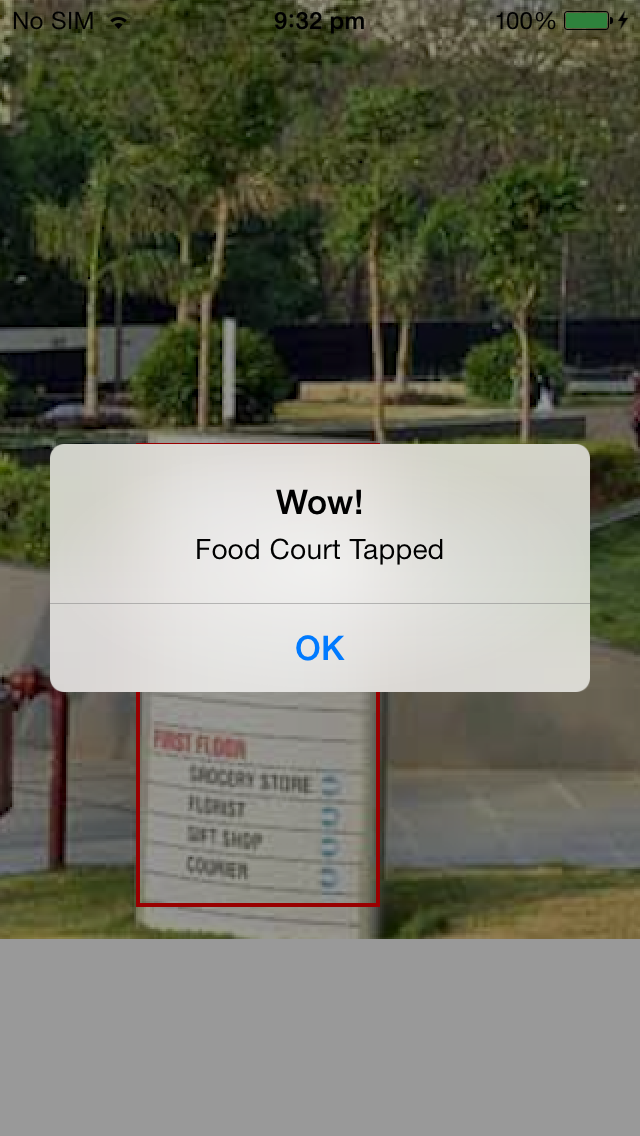 No SIM 9:32 pm 100%
Wow!
Food Court Tapped
OK
FIRST FLOOR
GROCERY STORE
FLORIST
GIFT SHOP
COURIER